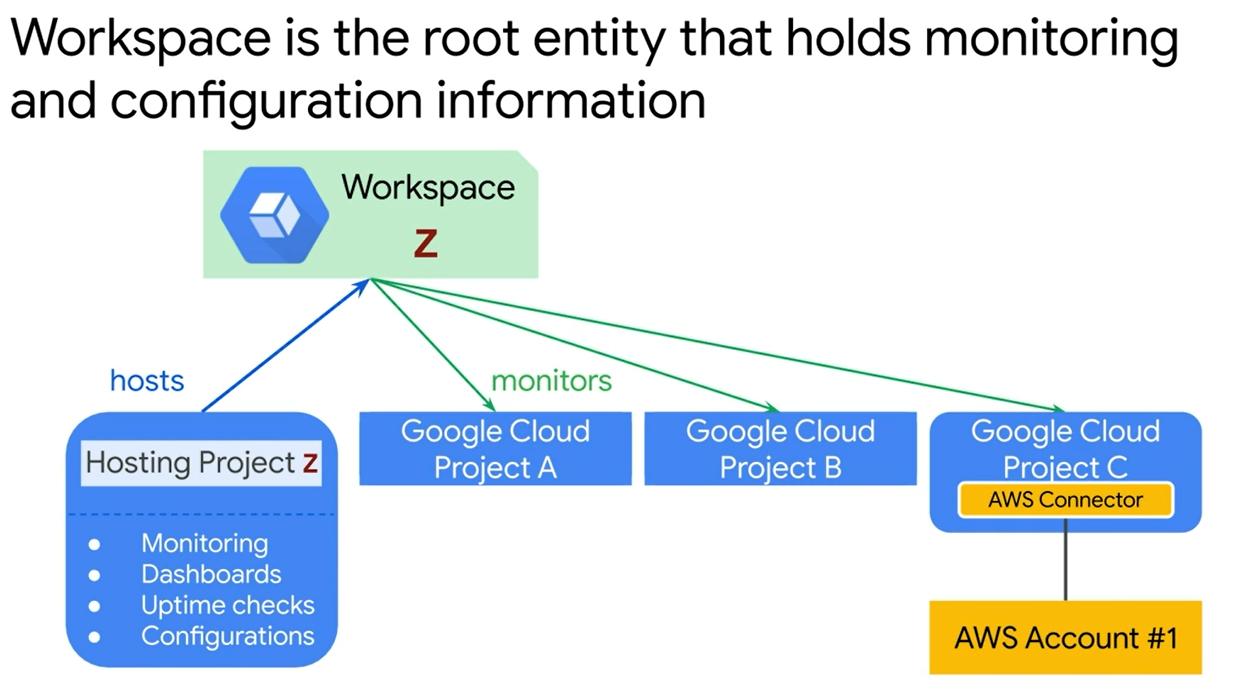 Workspace is the root entity that holds monitoring
and configuration information
Workspace
Z
hosts
monitors
Hosting Project Z
• Monitoring
• Dashboards
• Uptime checks
• Configurations
Google Cloud
Project A
Google Cloud
Project B
Google Cloud
Project C
AWS Connector
AWS Account #1